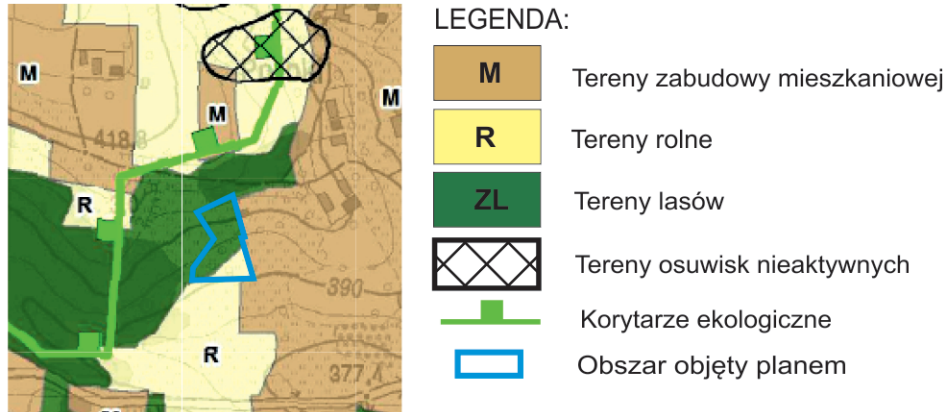 M
M
M
418,8
R
390
R
377,4
LEGENDA:
M Tereny zabudowy mieszkaniowej
R Tereny rolne
ZL Tereny lasów
Tereny osuwisk nieaktywnych
Korytarze ekologiczne
Obszar objęty planem